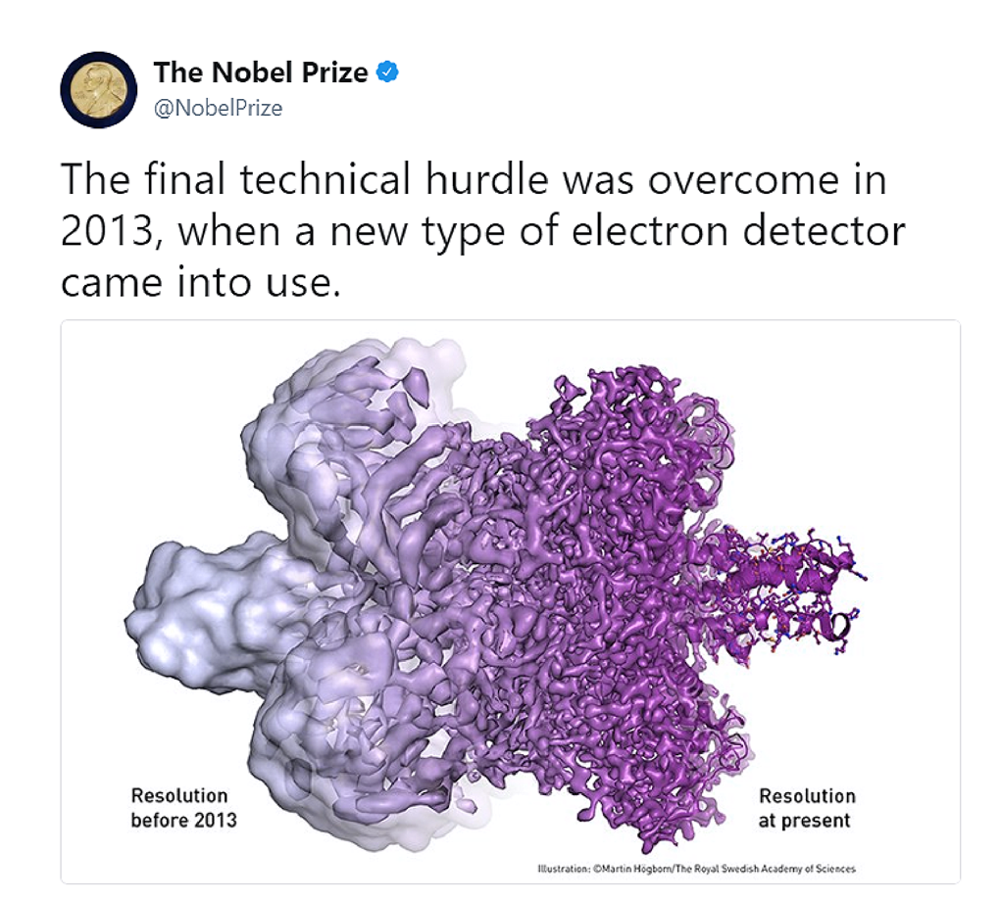 The Nobel Prize
@NobelPrize
The final technical hurdle was overcome in
2013, when a new type of electron detector
came into use.
Resolution
before 2013
Resolution
at present
Illustration: ©Martin Högbom/The Royal Swedish Academy of Sciences